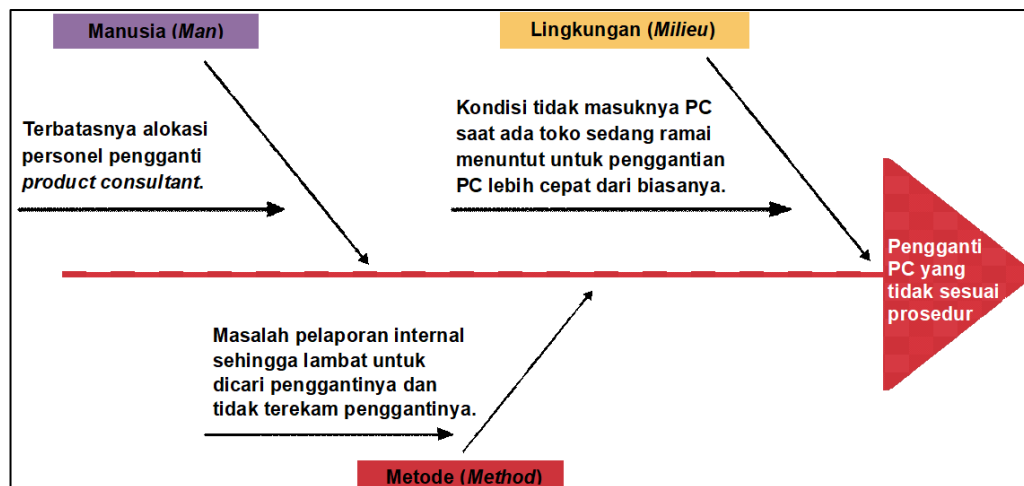 Manusia (Man)
Lingkungan (Milieu)
Terbatasnya alokasi
personel pengganti
product consultant.
Kondisi tidak masuknya PC
saat ada toko sedang ramai
menuntut untuk penggantian
PC lebih cepat dari biasanya.
Pengganti
PC yang
tidak sesuai
prosedur
Masalah pelaporan internal
sehingga lambat untuk
dicari penggantinya dan
tidak terekam penggantinya.
Metode (Method)